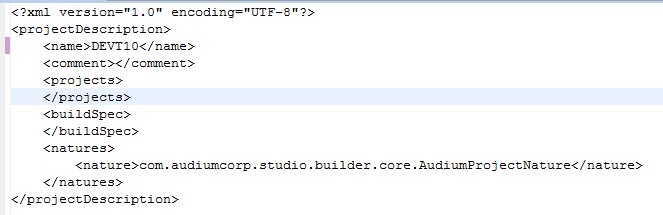 <?xml version="1.0" encoding="UTF-8"?>
<projectDescription>
<name>DEVT10</name>
<comment></comment>
<projects>
</projects>
<buildSpec>
</buildSpec>
<natures>
<nature>com.audiumcorp.studio.builder.core.AudiumProjectNature</nature>
</natures>
</projectDescription>